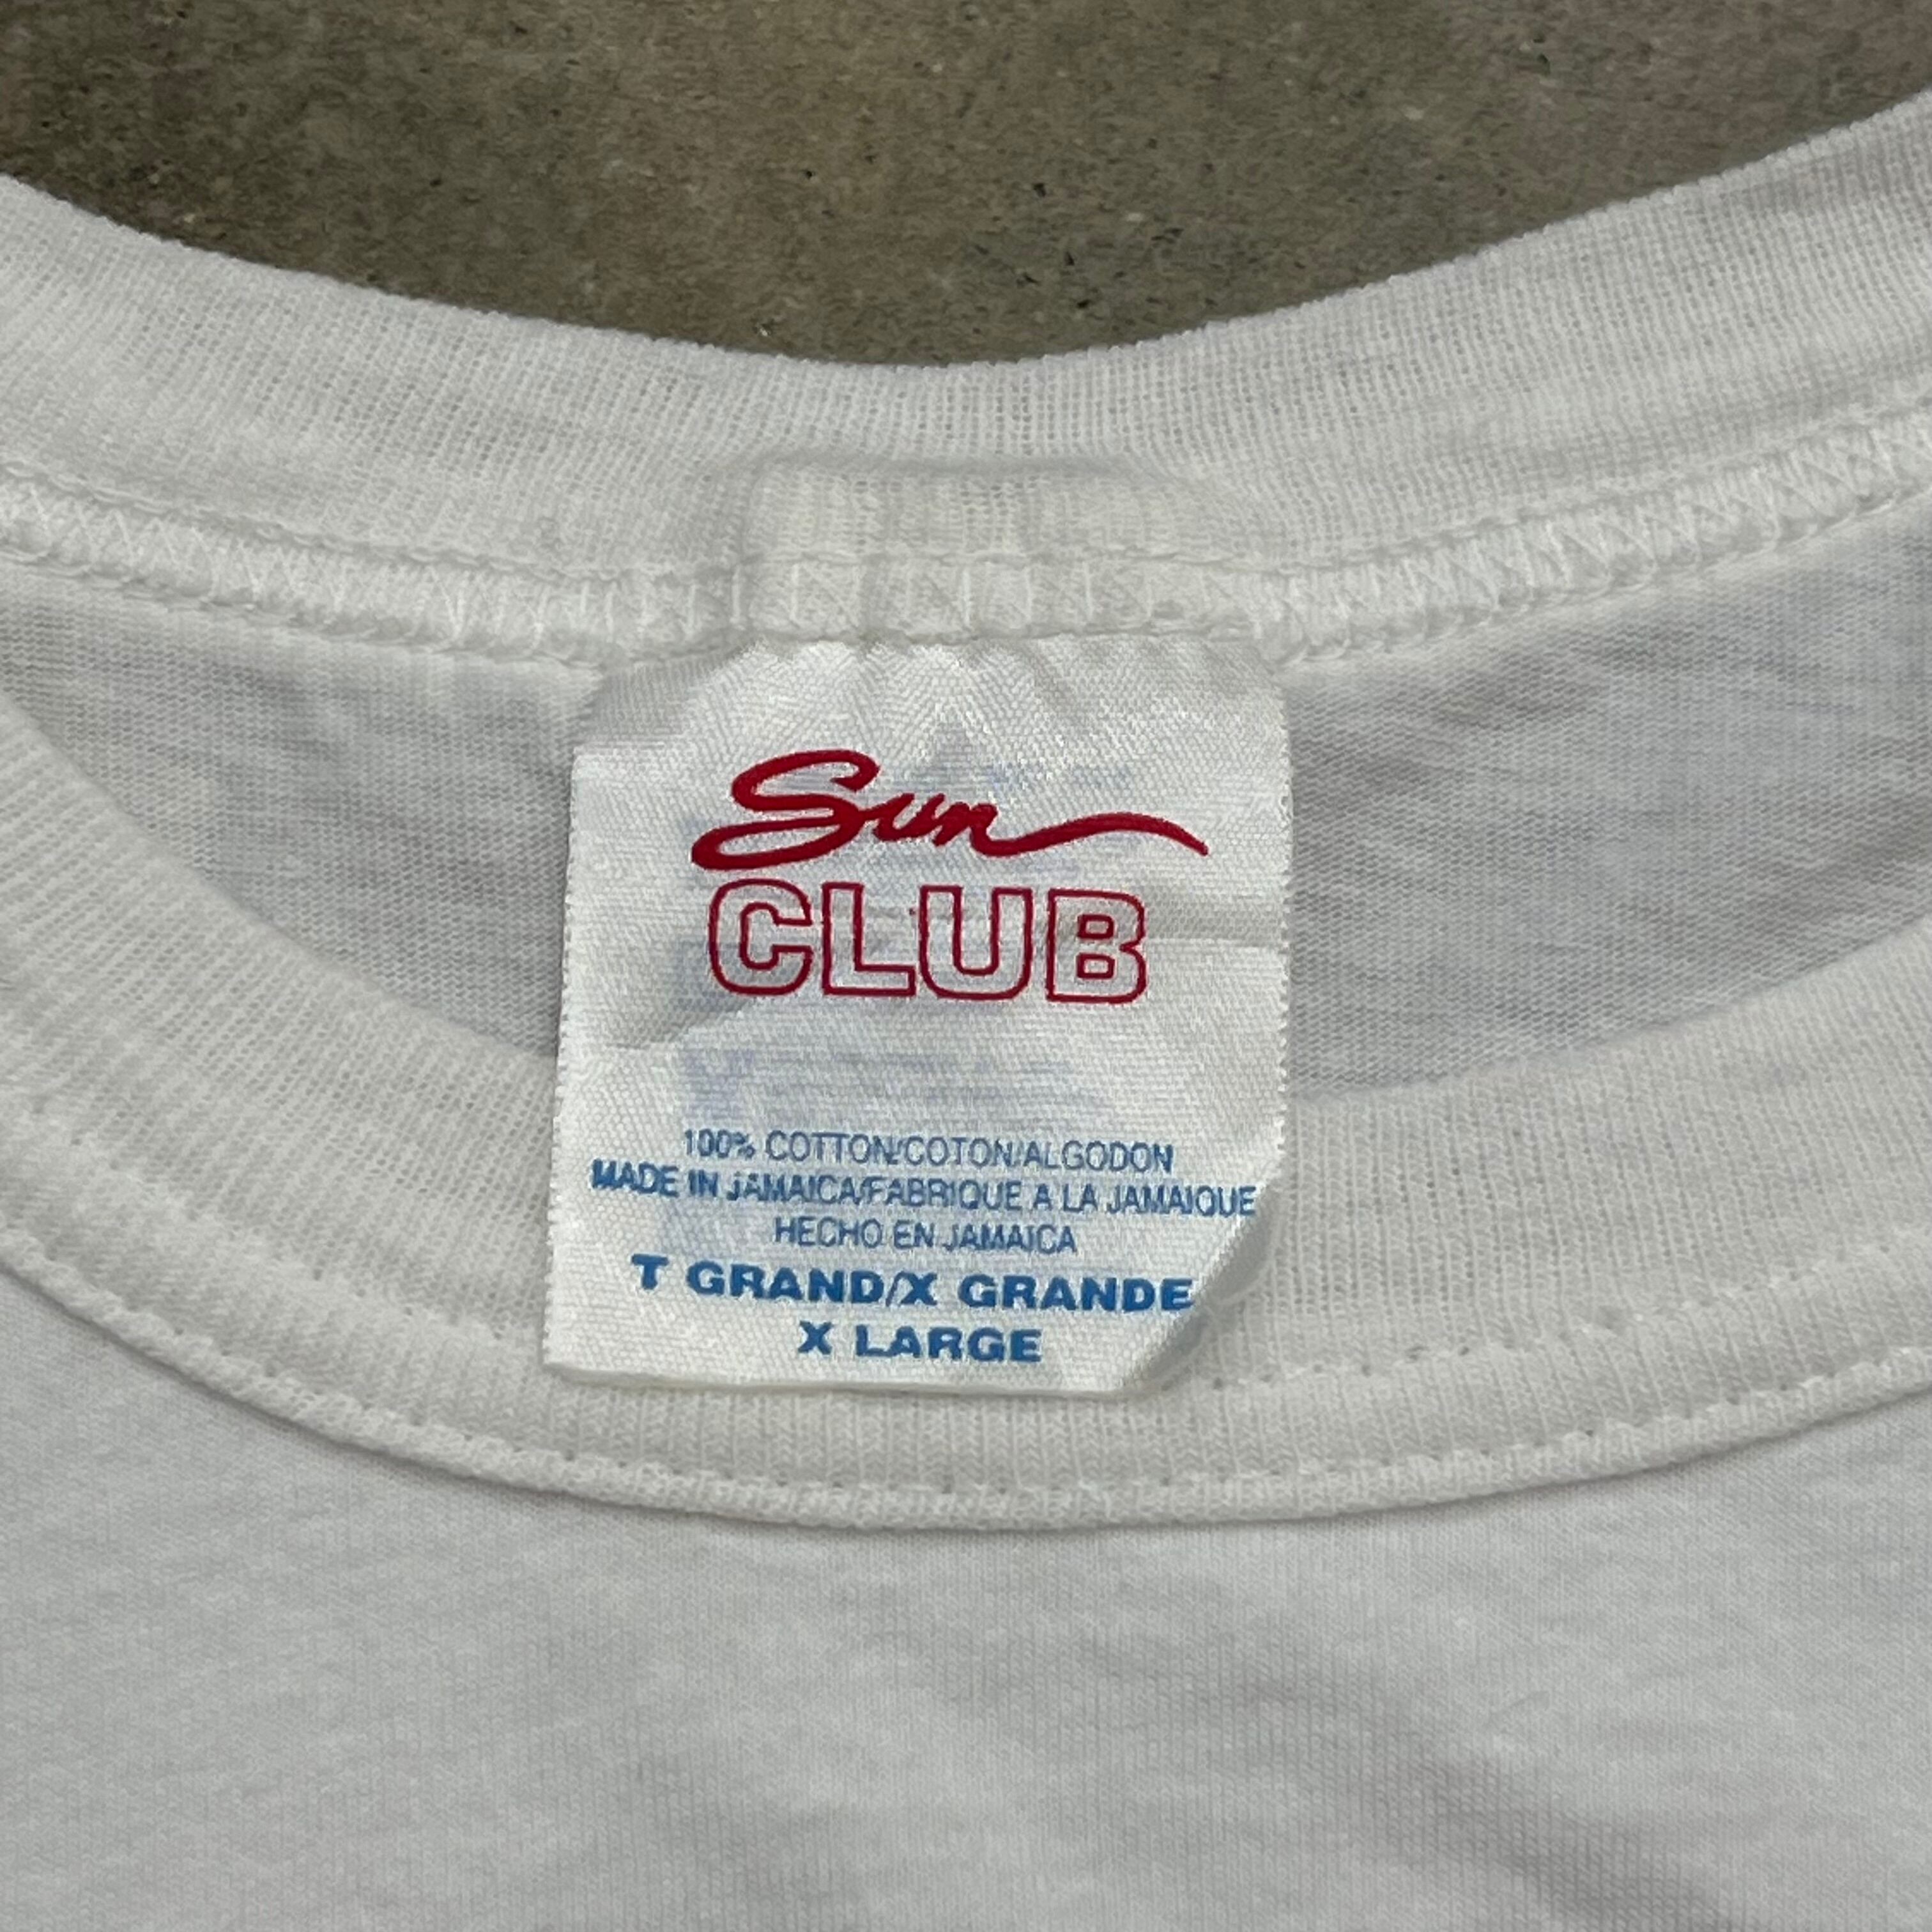 Sun
CLUB
100% COTTON/COTON/ALGODON
MADE IN JAMAICA/FABRIQUE A LA JAMAIQUE
HECHO EN JAMAICA
T GRAND/X GRANDE
X LARGE